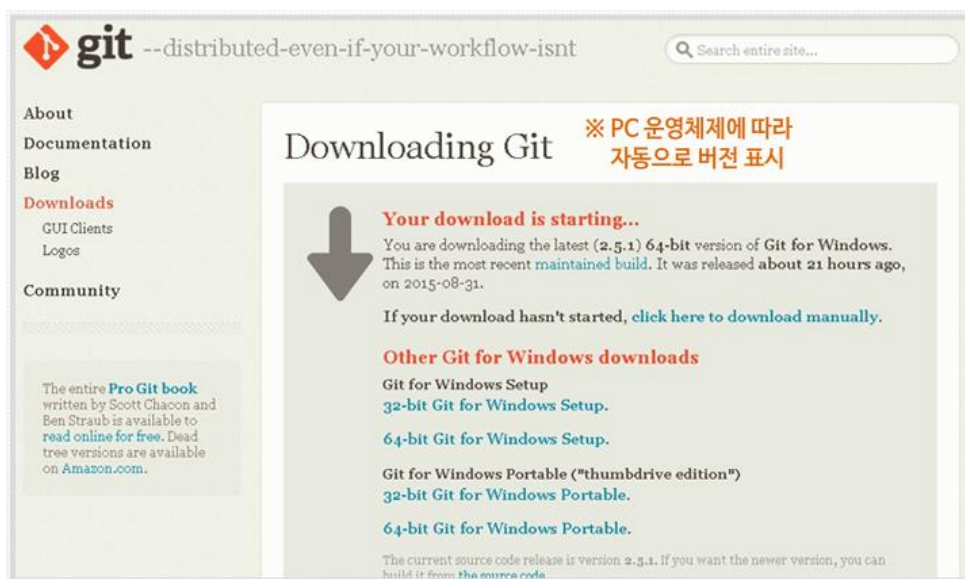 git --distributed-even-if-your-workflow-isnt
Search entire site...
About
Documentation
Blog
Downloads
GUI Clients
Logos
Community
The entire Pro Git book
written by Scott Chacon and
Ben Straub is available to
read online for free. Dead
tree versions are available
on Amazon.com.
Downloading Git
※ PC 운영체제에 따라
자동으로 버전 표시
Your download is starting...
You are downloading the latest (2.5.1) 64-bit version of Git for Windows.
This is the most recent maintained build. It was released about 21 hours ago,
on 2015-08-31.
If your download hasn't started, click here to download manually.
Other Git for Windows downloads
Git for Windows Setup
32-bit Git for Windows Setup.
64-bit Git for Windows Setup.
Git for Windows Portable ("thumbdrive edition")
32-bit Git for Windows Portable.
64-bit Git for Windows Portable.
The current source code release is version 2.5.1. If you want the newer version, you can
build it from the source code.